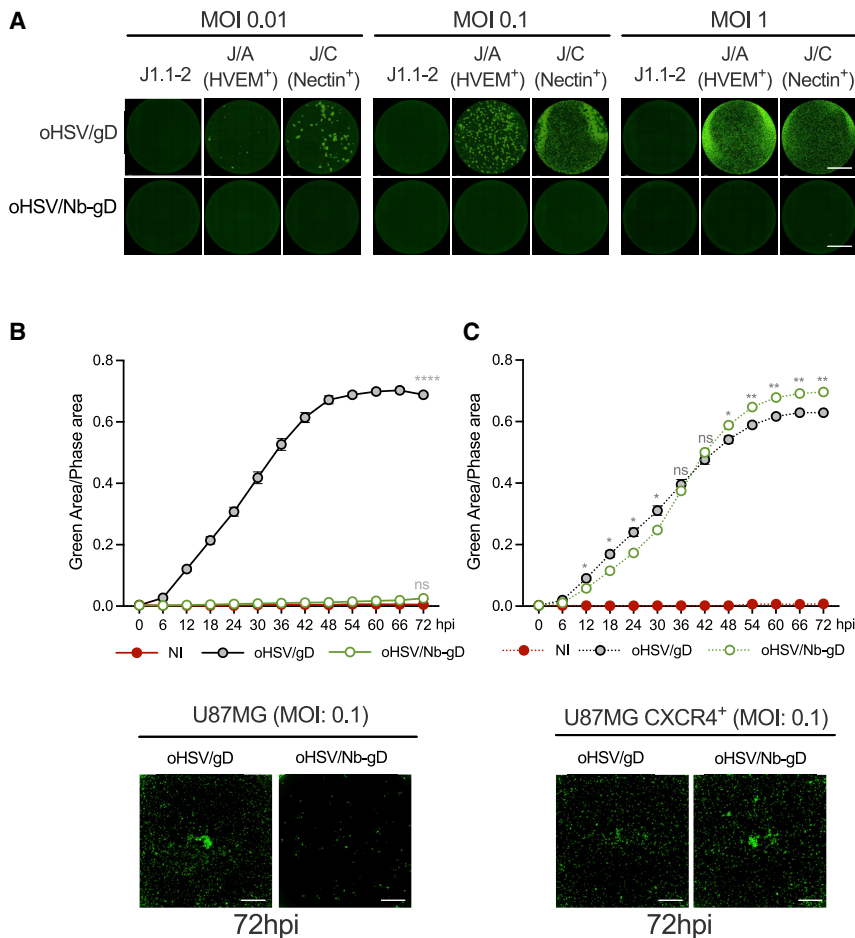 A
MOI 0.01 MOI 0.1 MOI 1
J/A J/C J/A J/C J/A J/C
J1.1-2 (HVEM⁺) (Nectin⁺) J1.1-2 (HVEM⁺) (Nectin⁺) J1.1-2 (HVEM⁺) (Nectin⁺)
oHSV/gD
oHSV/Nb-gD
B
Green Area/Phase area
0.8
0.6
0.4
0.2
0.0
****
ns
0 6 12 18 24 30 36 42 48 54 60 66 72 hpi
NI oHSV/gD oHSV/Nb-gD
U87MG (MOI: 0.1)
oHSV/gD oHSV/Nb-gD
72hpi
C
Green Area/Phase area
0.8
0.6
0.4
0.2
0.0
* * * * ns ns * ** ** ** **
0 6 12 18 24 30 36 42 48 54 60 66 72 hpi
NI oHSV/gD oHSV/Nb-gD
U87MG CXCR4⁺ (MOI: 0.1)
oHSV/gD oHSV/Nb-gD
72hpi